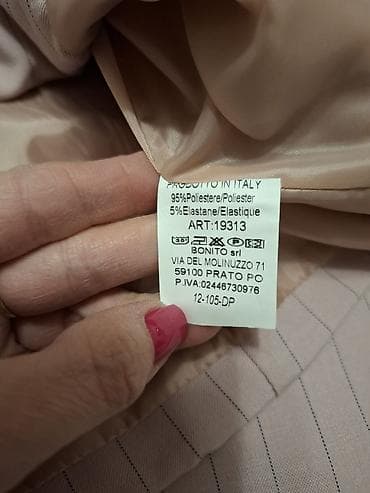 PRODOTTO IN ITALY
95%Poliestere/Poliester
5%Elastane/Elastique
ART:19313
30° P
BONITO srl
VIA DEL MOLINUZZO 71
59100 PRATO PO
P.IVA:02446730976
12-105-DP